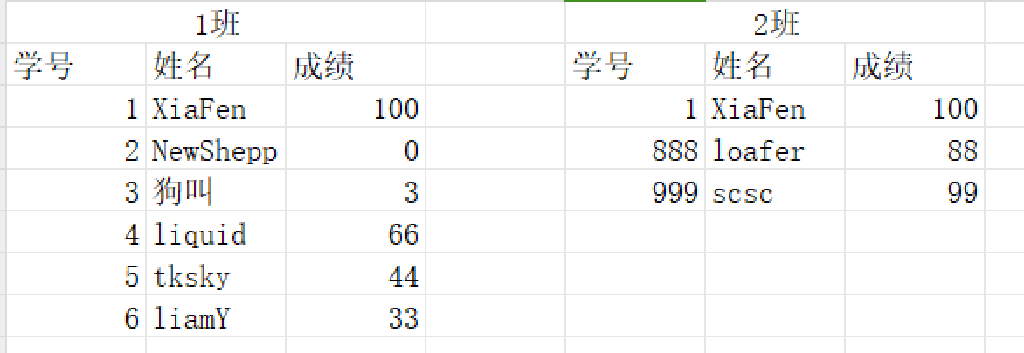 1班 2班
学号 姓名 成绩 学号 姓名 成绩
1 XiaFen 100 1 XiaFen 100
2 NewShepp 0 888 loafer 88
3 狗叫 3 999 scsc 99
4 liquid 66
5 tksky 44
6 liamY 33